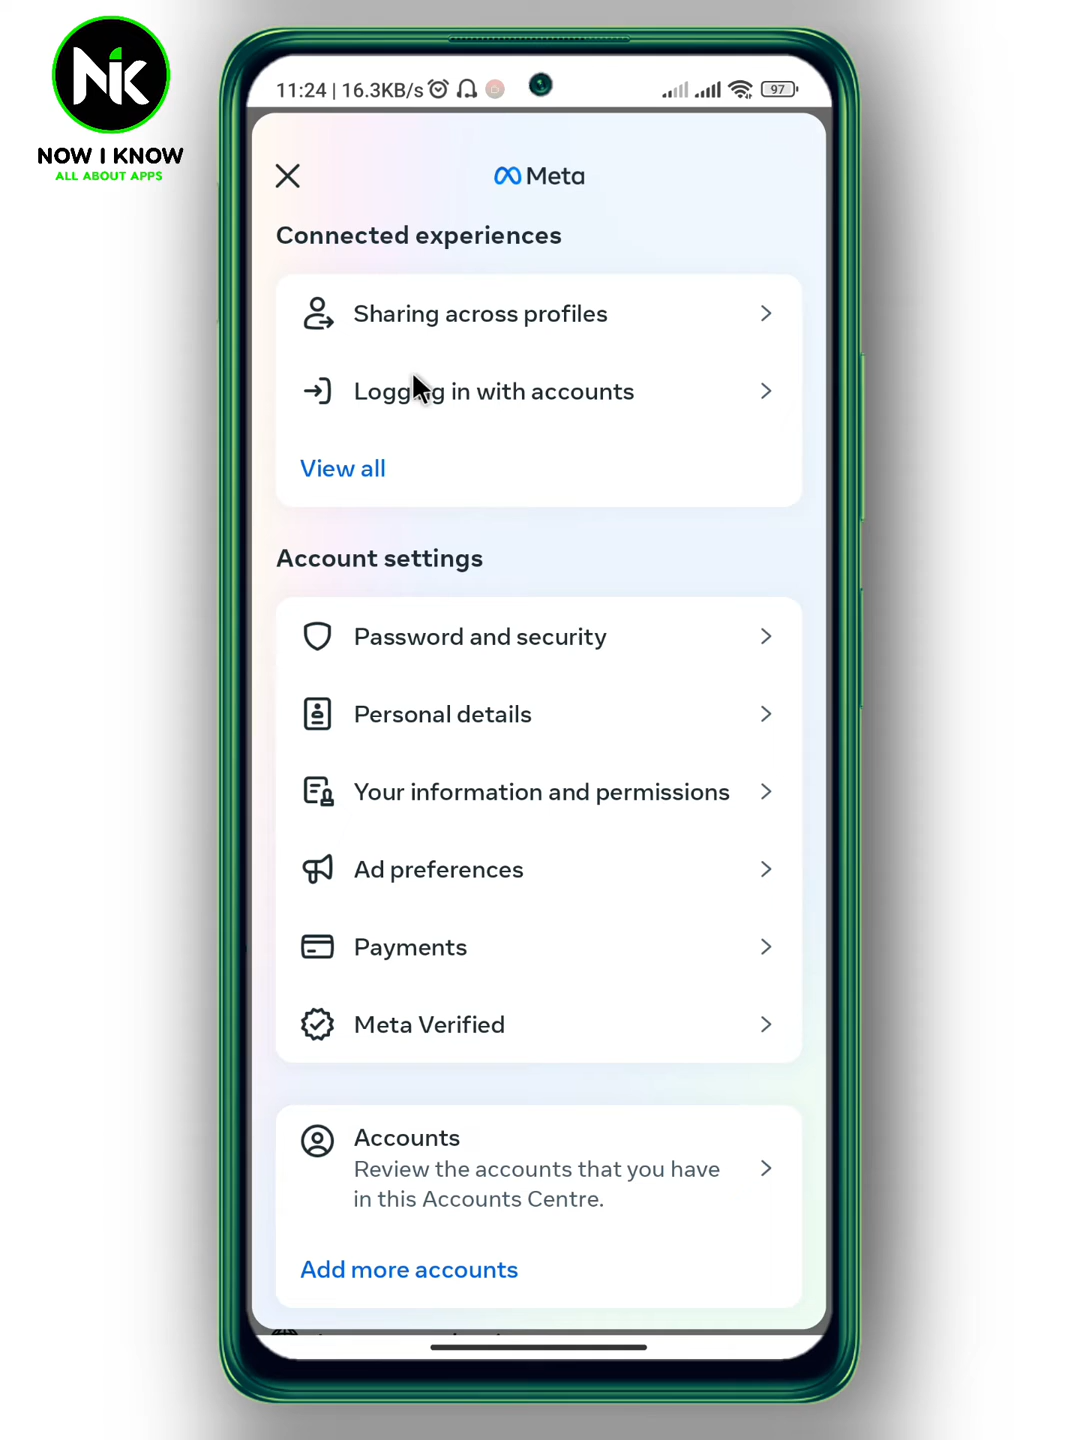 NiK
NOW I KNOW
ALL ABOUT APPS
11:24 | 16.3KB/s
97
Meta
Connected experiences
Sharing across profiles
Logging in with accounts
View all
Account settings
Password and security
Personal details
Your information and permissions
Ad preferences
Payments
Meta Verified
Accounts
Review the accounts that you have
in this Accounts Centre.
Add more accounts